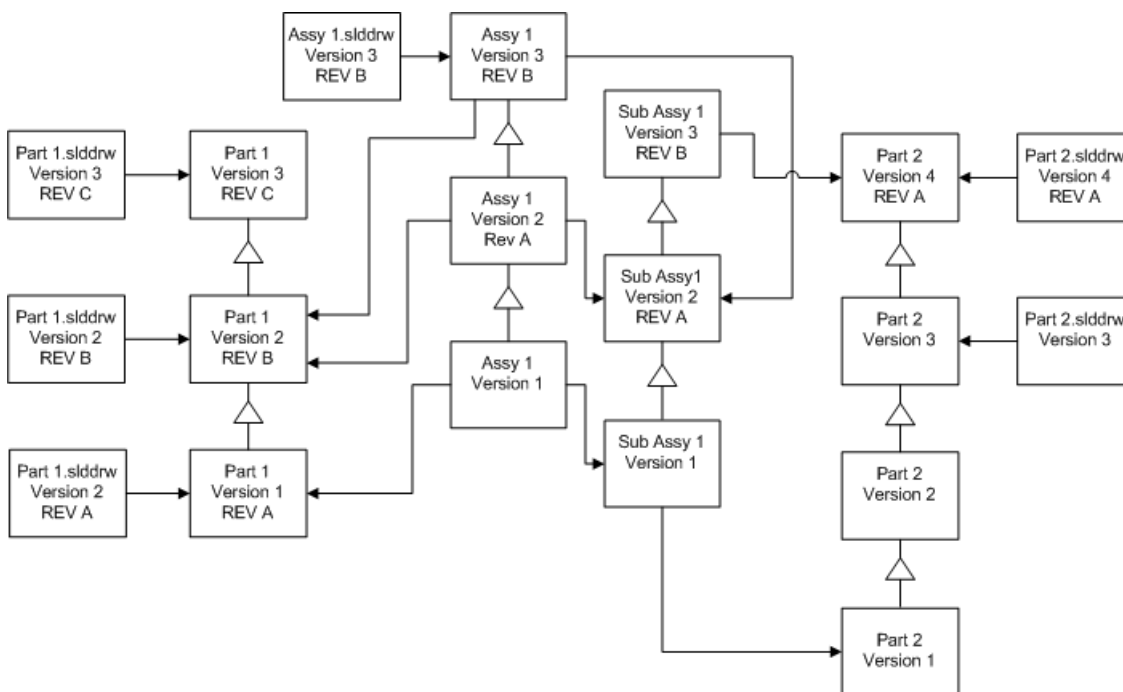 Assy 1.slddrw
Version 3
REV B
Assy 1
Version 3
REV B
Sub Assy 1
Version 3
REV B
Part 1.slddrw
Version 3
REV C
Part 1
Version 3
REV C
Part 2
Version 4
REV A
Part 2.slddrw
Version 4
REV A
Assy 1
Version 2
Rev A
Sub Assy1
Version 2
REV A
Part 1.slddrw
Version 2
REV B
Part 1
Version 2
REV B
Part 2
Version 3
Part 2.slddrw
Version 3
Assy 1
Version 1
Sub Assy 1
Version 1
Part 1.slddrw
Version 2
REV A
Part 1
Version 1
REV A
Part 2
Version 2
Part 2
Version 1